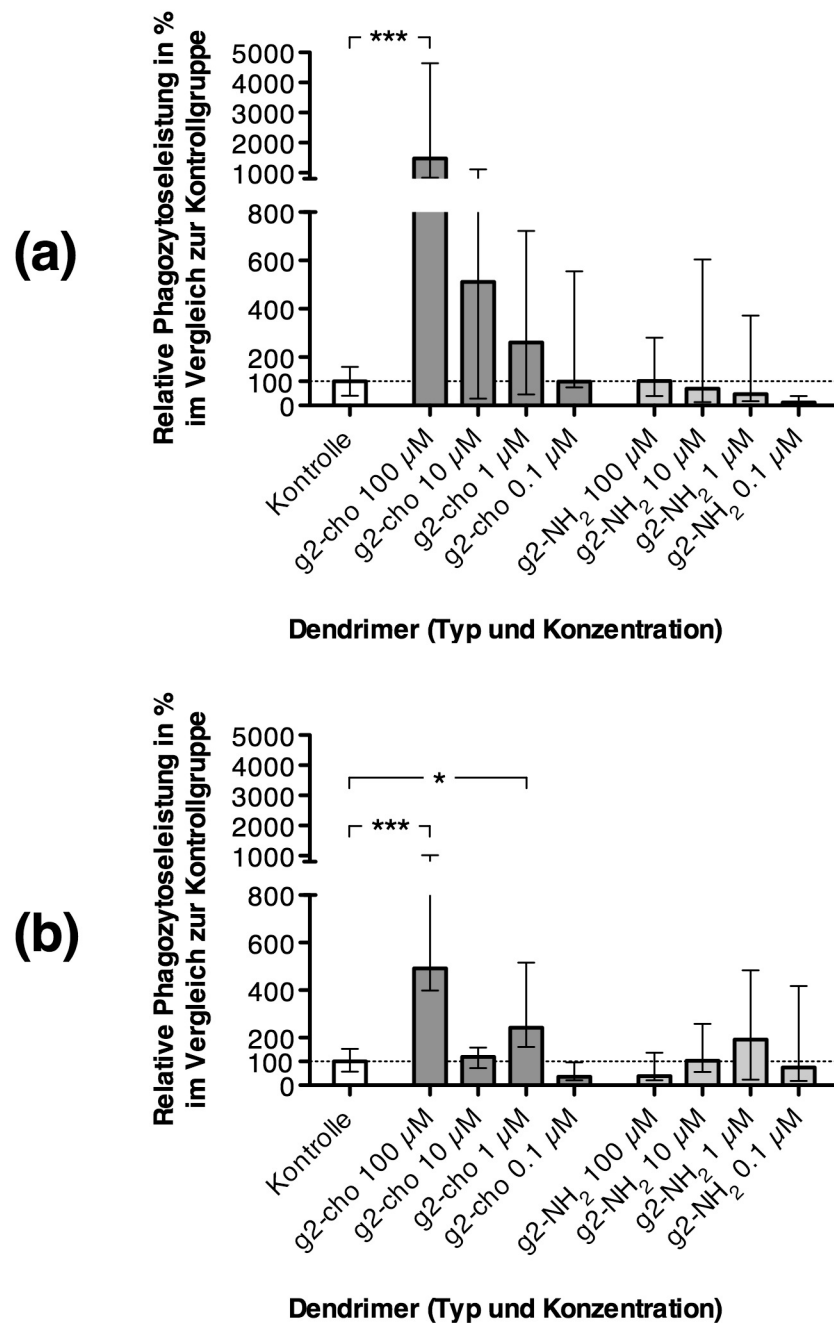 (a)
Relative Phagozytoseleistung in %
im Vergleich zur Kontrollgruppe
***
5000
4000
3000
2000
1000
800
600
400
200
100
0
Kontrolle
g2-cho 100 µM
g2-cho 10 µM
g2-cho 1 µM
g2-cho 0.1 µM
g2-NH₂ 100 µM
g2-NH₂ 10 µM
g2-NH₂ 1 µM
g2-NH₂ 0.1 µM
Dendrimer (Typ und Konzentration)
(b)
Relative Phagozytoseleistung in %
im Vergleich zur Kontrollgruppe
5000
4000
3000
2000
1000
800
600
400
200
100
0
*
***
Kontrolle
g2-cho 100 µM
g2-cho 10 µM
g2-cho 1 µM
g2-cho 0.1 µM
g2-NH₂ 100 µM
g2-NH₂ 10 µM
g2-NH₂ 1 µM
g2-NH₂ 0.1 µM
Dendrimer (Typ und Konzentration)